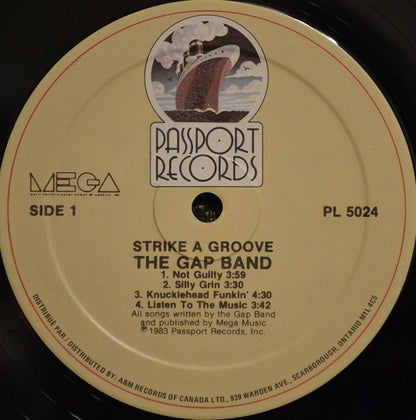 PASSPORT
RECORDS
MEGA
SIDE 1
PL 5024
STRIKE A GROOVE
THE GAP BAND
1. Not Guilty 3:59
2. Silly Grin 3:30
3. Knucklehead Funkin' 4:30
4. Listen To The Music 3:42
All songs written by the Gap Band
and published by Mega Music
℗ 1983 Passport Records, Inc.
DISTRIBUÉ PAR / DISTRIBUTED BY: A&M RECORDS OF CANADA LTD., 939 WARDEN AVE., SCARBOROUGH, ONTARIO M1L 4C5